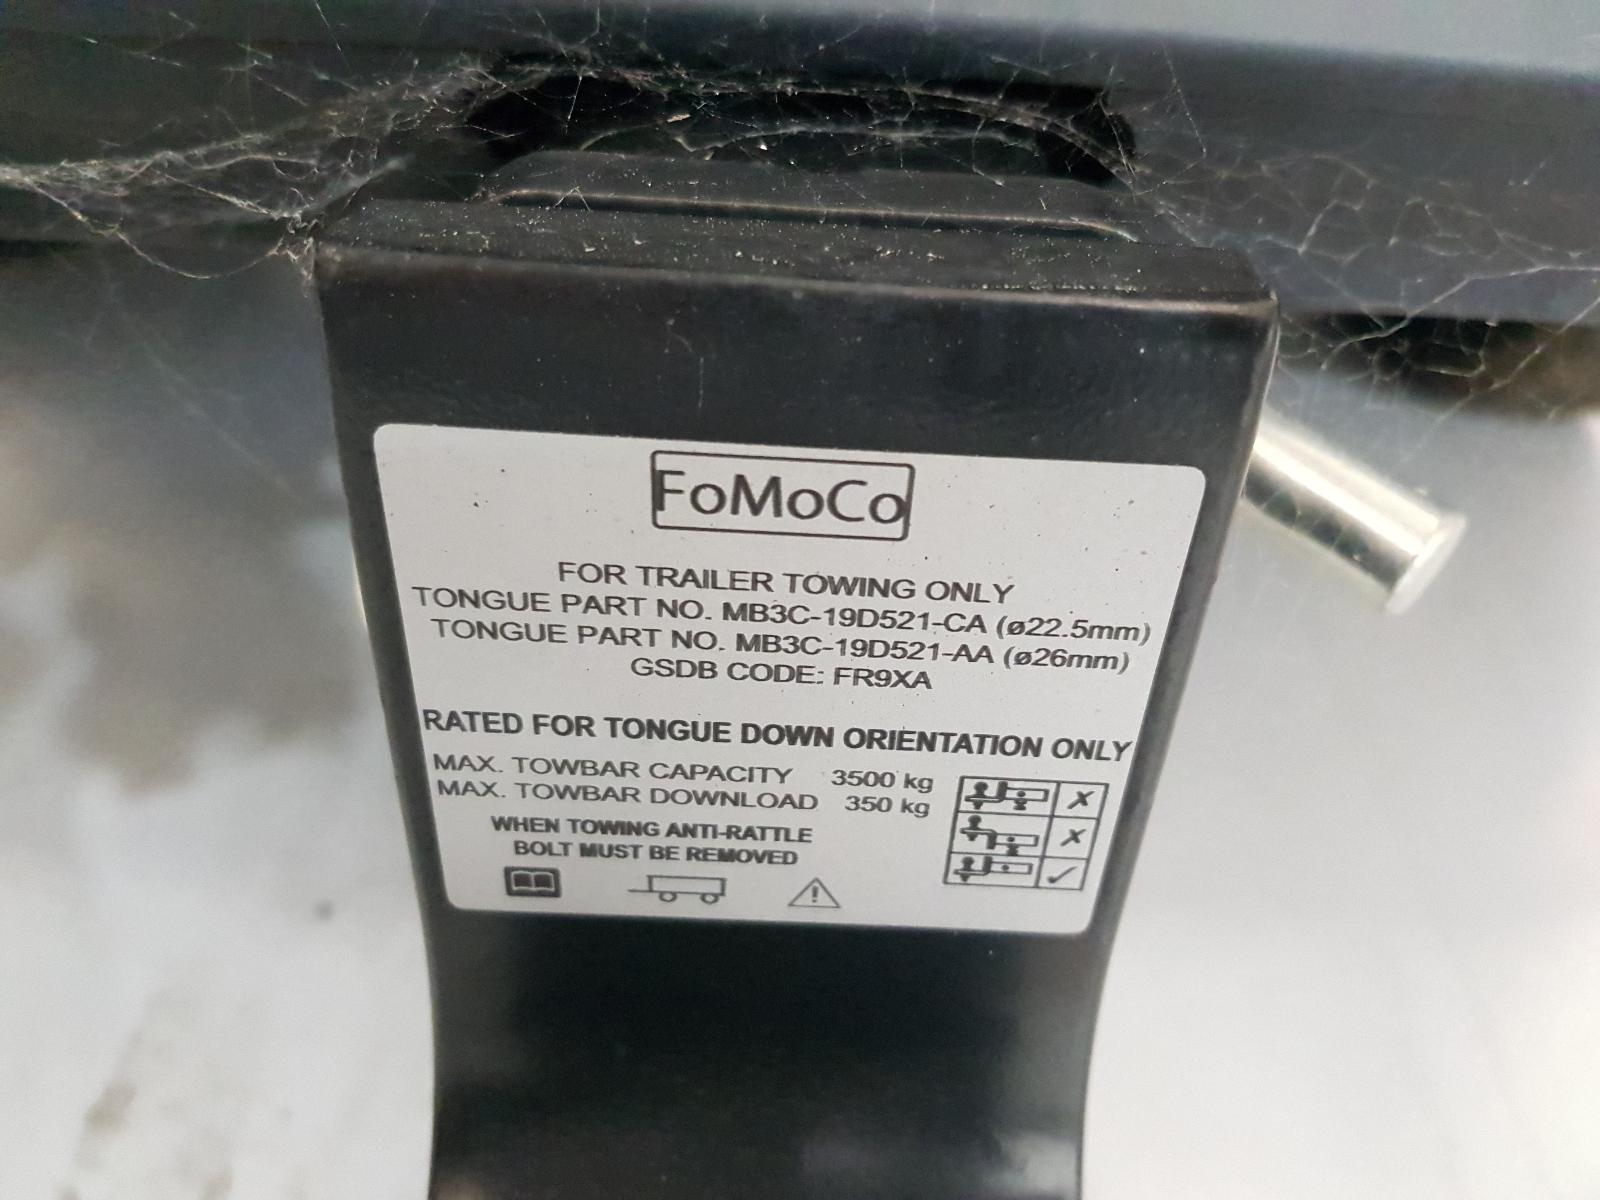 FoMoCo
FOR TRAILER TOWING ONLY
TONGUE PART NO. MB3C-19D521-CA (ø22.5mm)
TONGUE PART NO. MB3C-19D521-AA (ø26mm)
GSDB CODE: FR9XA
RATED FOR TONGUE DOWN ORIENTATION ONLY
MAX. TOWBAR CAPACITY 3500 kg
MAX. TOWBAR DOWNLOAD 350 kg
WHEN TOWING ANTI-RATTLE
BOLT MUST BE REMOVED